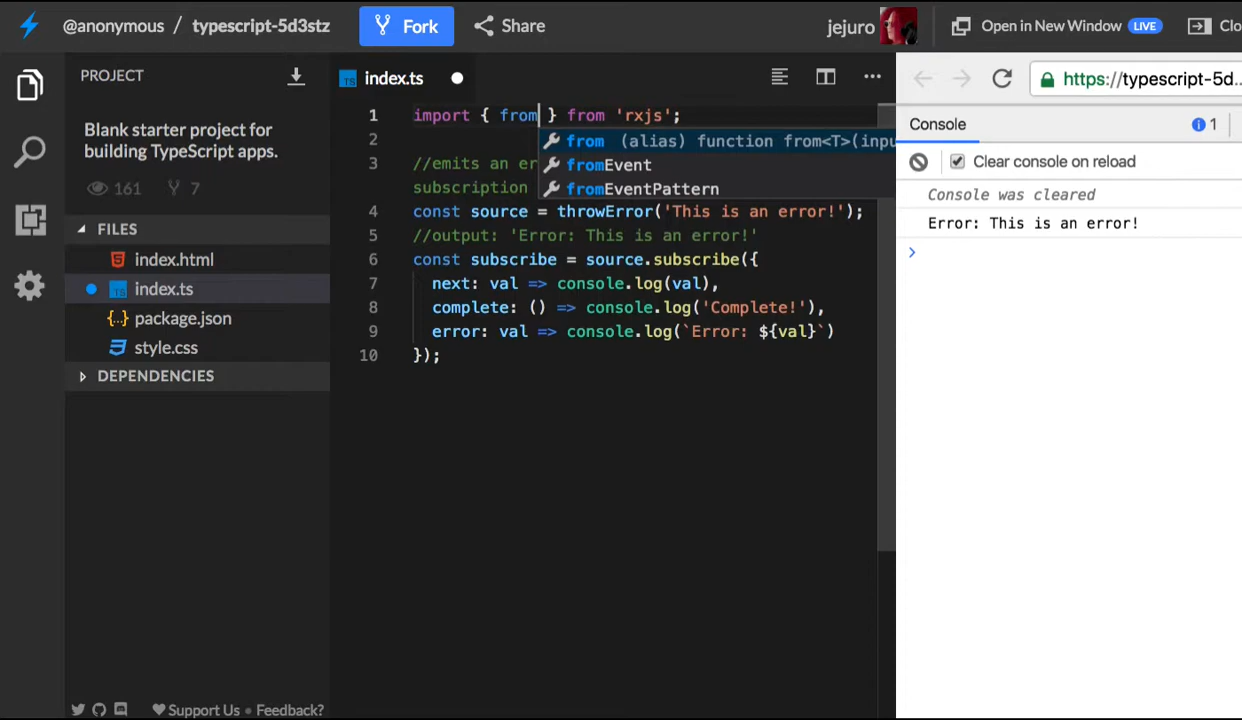 @anonymous / typescript-5d3stz
Fork
Share
jejuro
Open in New Window LIVE
Clo
PROJECT
Blank starter project for
building TypeScript apps.
161 7
FILES
index.html
index.ts
package.json
style.css
DEPENDENCIES
Support Us • Feedback?
TS index.ts
1 import { from } from 'rxjs';
from (alias) function from<T>(inpu
fromEvent
fromEventPattern
2
3 //emits an er
subscription
4 const source = throwError('This is an error!');
5 //output: 'Error: This is an error!'
6 const subscribe = source.subscribe({
7 next: val => console.log(val),
8 complete: () => console.log('Complete!'),
9 error: val => console.log(`Error: ${val}`)
10 });
https://typescript-5d...
Console 1
Clear console on reload
Console was cleared
Error: This is an error!
>